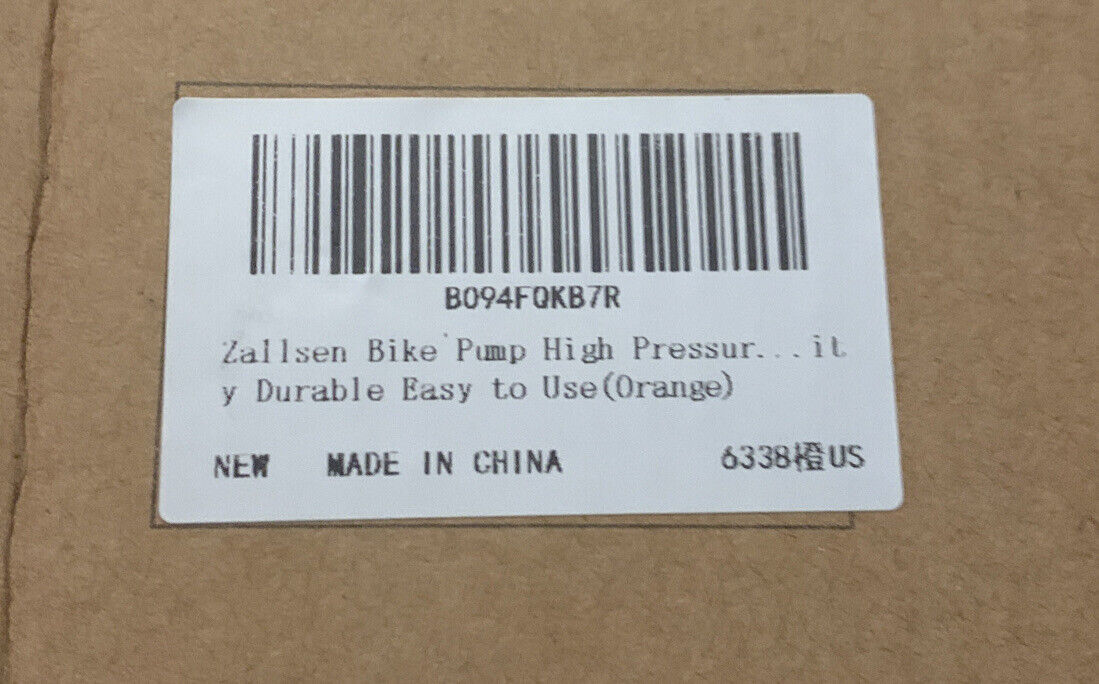 B094FQKB7R
Zallsen Bike Pump High Pressur...it
y Durable Easy to Use(Orange)
NEW MADE IN CHINA 6338橙US